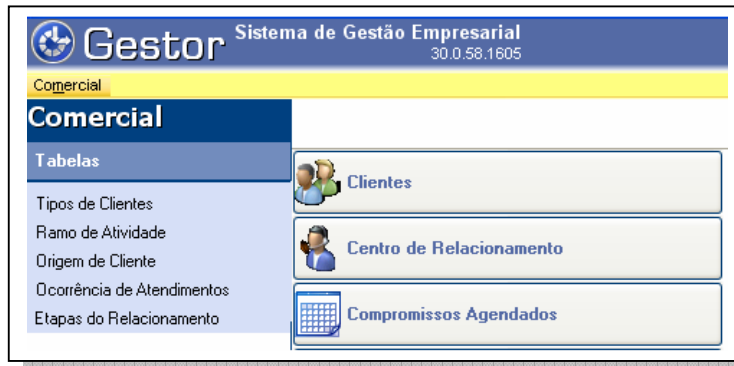 Gestor Sistema de Gestão Empresarial
30.0.58.1605
Comercial
Comercial
Tabelas
Tipos de Clientes
Ramo de Atividade
Origem de Cliente
Ocorrência de Atendimentos
Etapas do Relacionamento
Clientes
Centro de Relacionamento
Compromissos Agendados